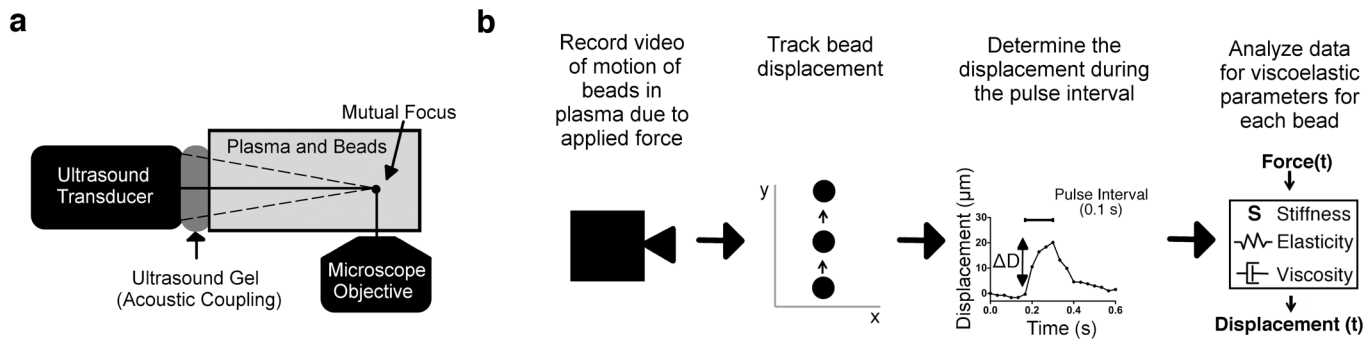 a
Mutual Focus
Plasma and Beads
Ultrasound
Transducer
Ultrasound Gel
(Acoustic Coupling)
Microscope
Objective
b
Record video
of motion of
beads in
plasma due to
applied force
Track bead
displacement
y
x
Determine the
displacement during
the pulse interval
Pulse Interval
(0.1 s)
Displacement (μm)
30
20
10
0
ΔD
0.0 0.2 0.4 0.6
Time (s)
Analyze data
for viscoelastic
parameters for
each bead
Force(t)
S Stiffness
Elasticity
Viscosity
Displacement (t)